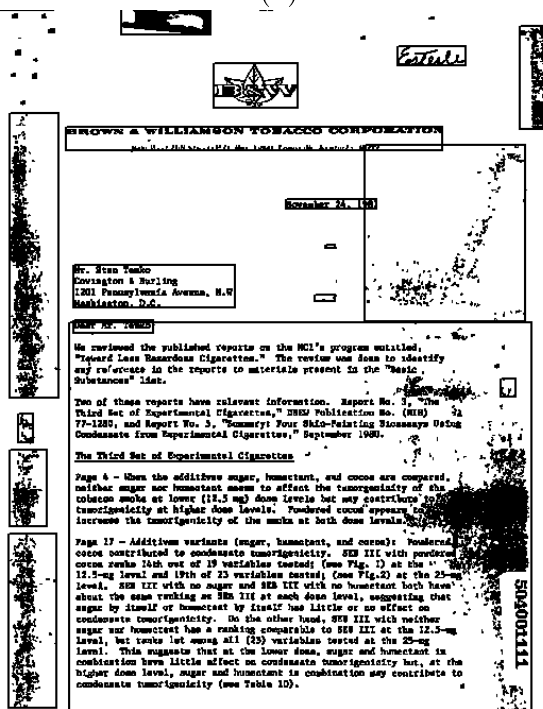 B&W
BROWN & WILLIAMSON TOBACCO CORPORATION
November 24, 1981
Mr. Stan Temko
Covington & Burling
1201 Pennsylvania Avenue, N.W
Washington, D.C.
Dear Mr. Temko
We reviewed the published reports on the NCI's program entitled,
"Toward Less Hazardous Cigarettes." The review was done to identify
any reference in the reports to materials present in the "Basic
Substances" list.
Two of these reports have relevant information. Report No. 3, "The
Third Set of Experimental Cigarettes," DHEW Publication No. (NIH)
77-1280, and Report No. 5, "Summary: Four Skin-Painting Bioassays Using
Condensate from Experimental Cigarettes," September 1980.
The Third Set of Experimental Cigarettes
Page 4 - When the additives sugar, humectant, and cocoa are compared,
neither sugar nor humectant seems to affect the tumorigenicity of the
tobacco smoke at lower (12.5 mg) dose levels but may contribute to
tumorigenicity at higher dose levels. Powdered cocoa appears to
increase the tumorigenicity of the smoke at both dose levels.
Page 17 - Additives variants (sugar, humectant, and cocoa): Powdered
cocoa contributed to condensate tumorigenicity. SEB III with powdered
cocoa ranks 14th out of 19 variables tested; (see Fig. 1) at the
12.5-mg level and 19th of 23 variables tested; (see Fig.2) at the 25-mg
level. SEB III with no sugar and SEB III with no humectant both have
about the same ranking as SEB III at each dose level, suggesting that
sugar by itself or humectant by itself has little or no effect on
condensate tumorigenicity. On the other hand, SEB III with neither
sugar nor humectant has a ranking comparable to SEB III at the 12.5-mg
level, but ranks 1st among all (23) variables tested at the 25-mg
level. This suggests that at the lower dose, sugar and humectant in
combination have little affect on condensate tumorigenicity but, at the
higher dose level, sugar and humectant in combination may contribute to
condensate tumorigenicity (see Table 10).
504001111